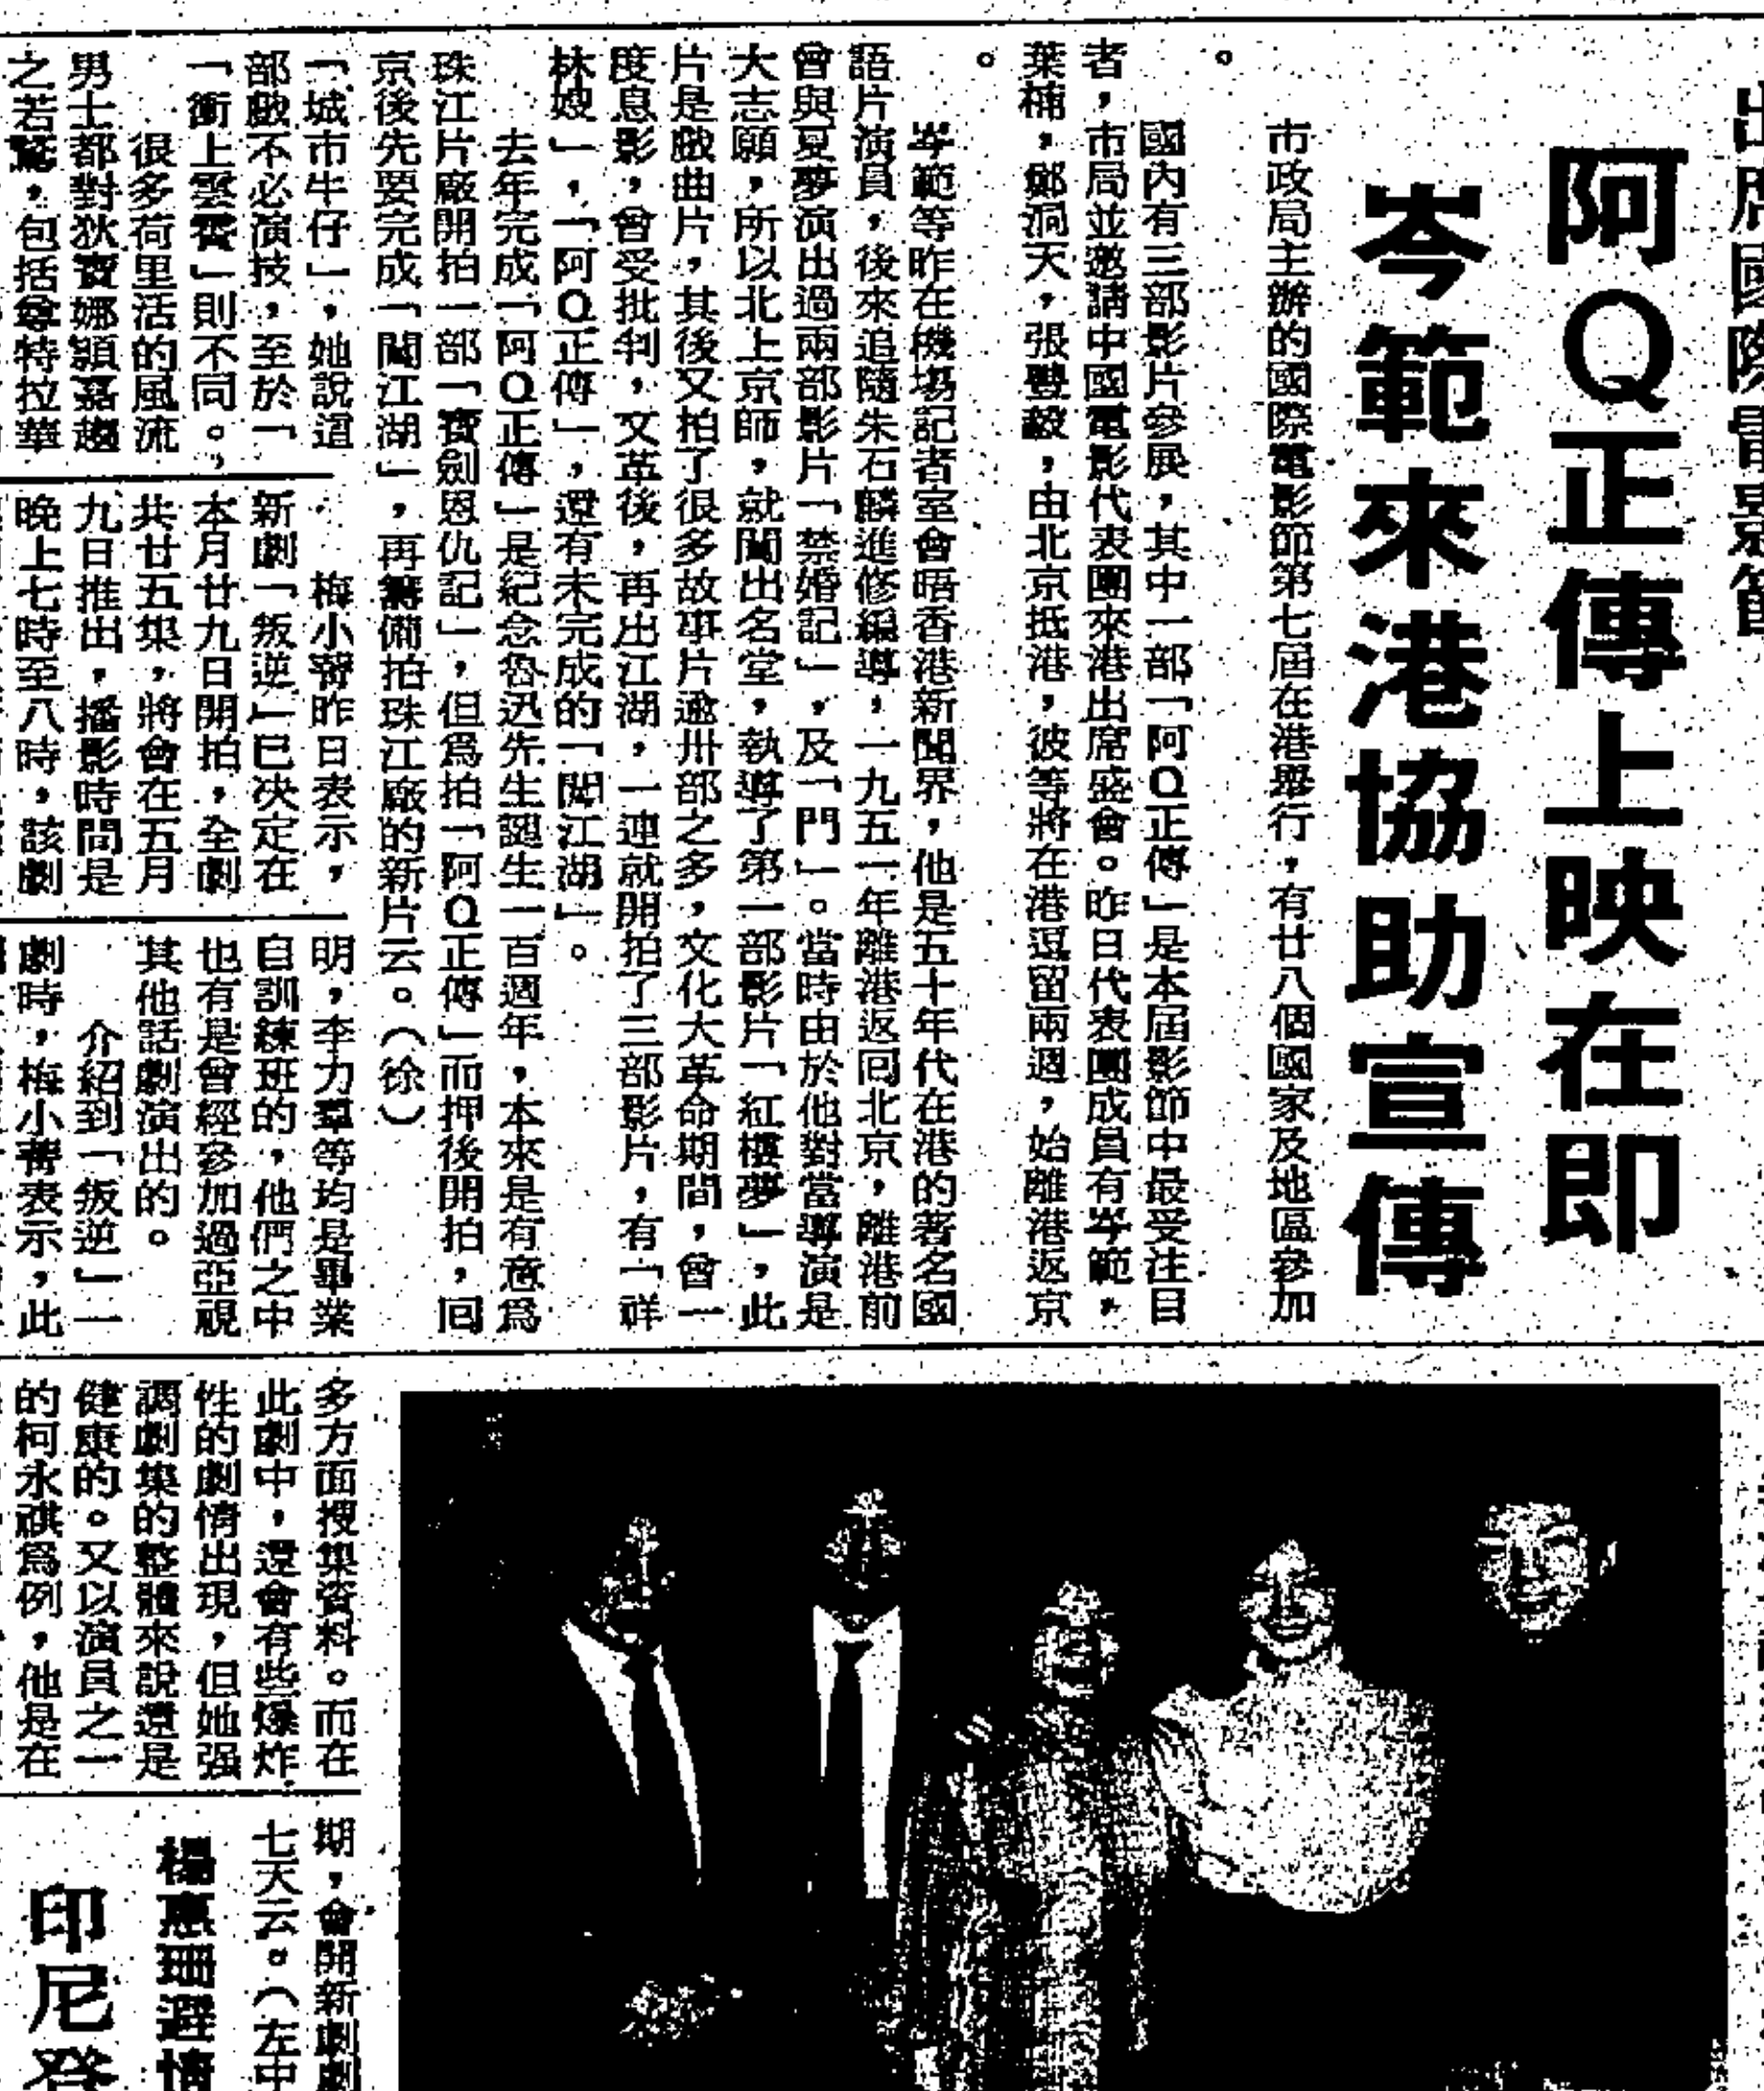 阿Q正傳上映在即
岑範來港協助宣傳
市政局主辦的國際電影節第七屆在港舉行，有廿八個國家及地區參加
。
國內有三部影片參展，其中一部「阿Q正傳」是本屆影節中最受注目
者，市局並邀請中國電影代表團來港出席盛會。昨日代表團成員有岑範，
葉楠，鄭洞天，張豐毅，由北京抵港，彼等將在港逗留兩週，始離港返京
。
岑範等昨在機場記者室會晤香港新聞界，他是五十年代在港的著名國
語片演員，後來追隨朱石麟進修編導，一九五一年離港返回北京，離港前
曾與夏夢演出過兩部影片「禁婚記」，及「門」。當時由於他對當導演是
大志願，所以北上京師，就闖出名堂，執導了第一部影片「紅樓夢」，此
片是戲曲片，其後又拍了很多故事片逾卅部之多，文化大革命期間，曾一
度息影，曾受批判，文革後，再出江湖，一連就開拍了三部影片，有「祥
林嫂」，「阿Q正傳」，還有未完成的「闖江湖」。
去年完成「阿Q正傳」是紀念魯迅先生誕生一百週年，本來是有意爲
珠江片廠開拍一部「寶劍恩仇記」，但爲拍「阿Q正傳」而押後開拍，回
京後先要完成「闖江湖」，再籌備拍珠江廠的新片云。（徐）
「城市牛仔」，她說這
部戲不必演技，至於「
「衝上雲霄」則不同。
很多荷里活的風流
男士都對狄寶娜頴嘉趨
之若鶩，包括尊特拉華
梅小菁昨日表示，
新劇「叛逆」已決定在
本月廿九日開拍，全劇
共廿五集，將會在五月
九日推出，播影時間是
晚上七時至八時，該劇
明，李力羣等均是畢業
自訓練班的，他們之中
也有是曾經參加過亞視
其他話劇演出的。
介紹到「叛逆」一
劇時，梅小菁表示，此
多方面搜集資料。而在
此劇中，還會有些爆炸
性的劇情出現，但她强
調劇集的整體來說還是
健康的。又以演員之一
的柯永祺爲例，他是在
期，會開新劇
七天云。（左中
楊惠珊避
印尼登